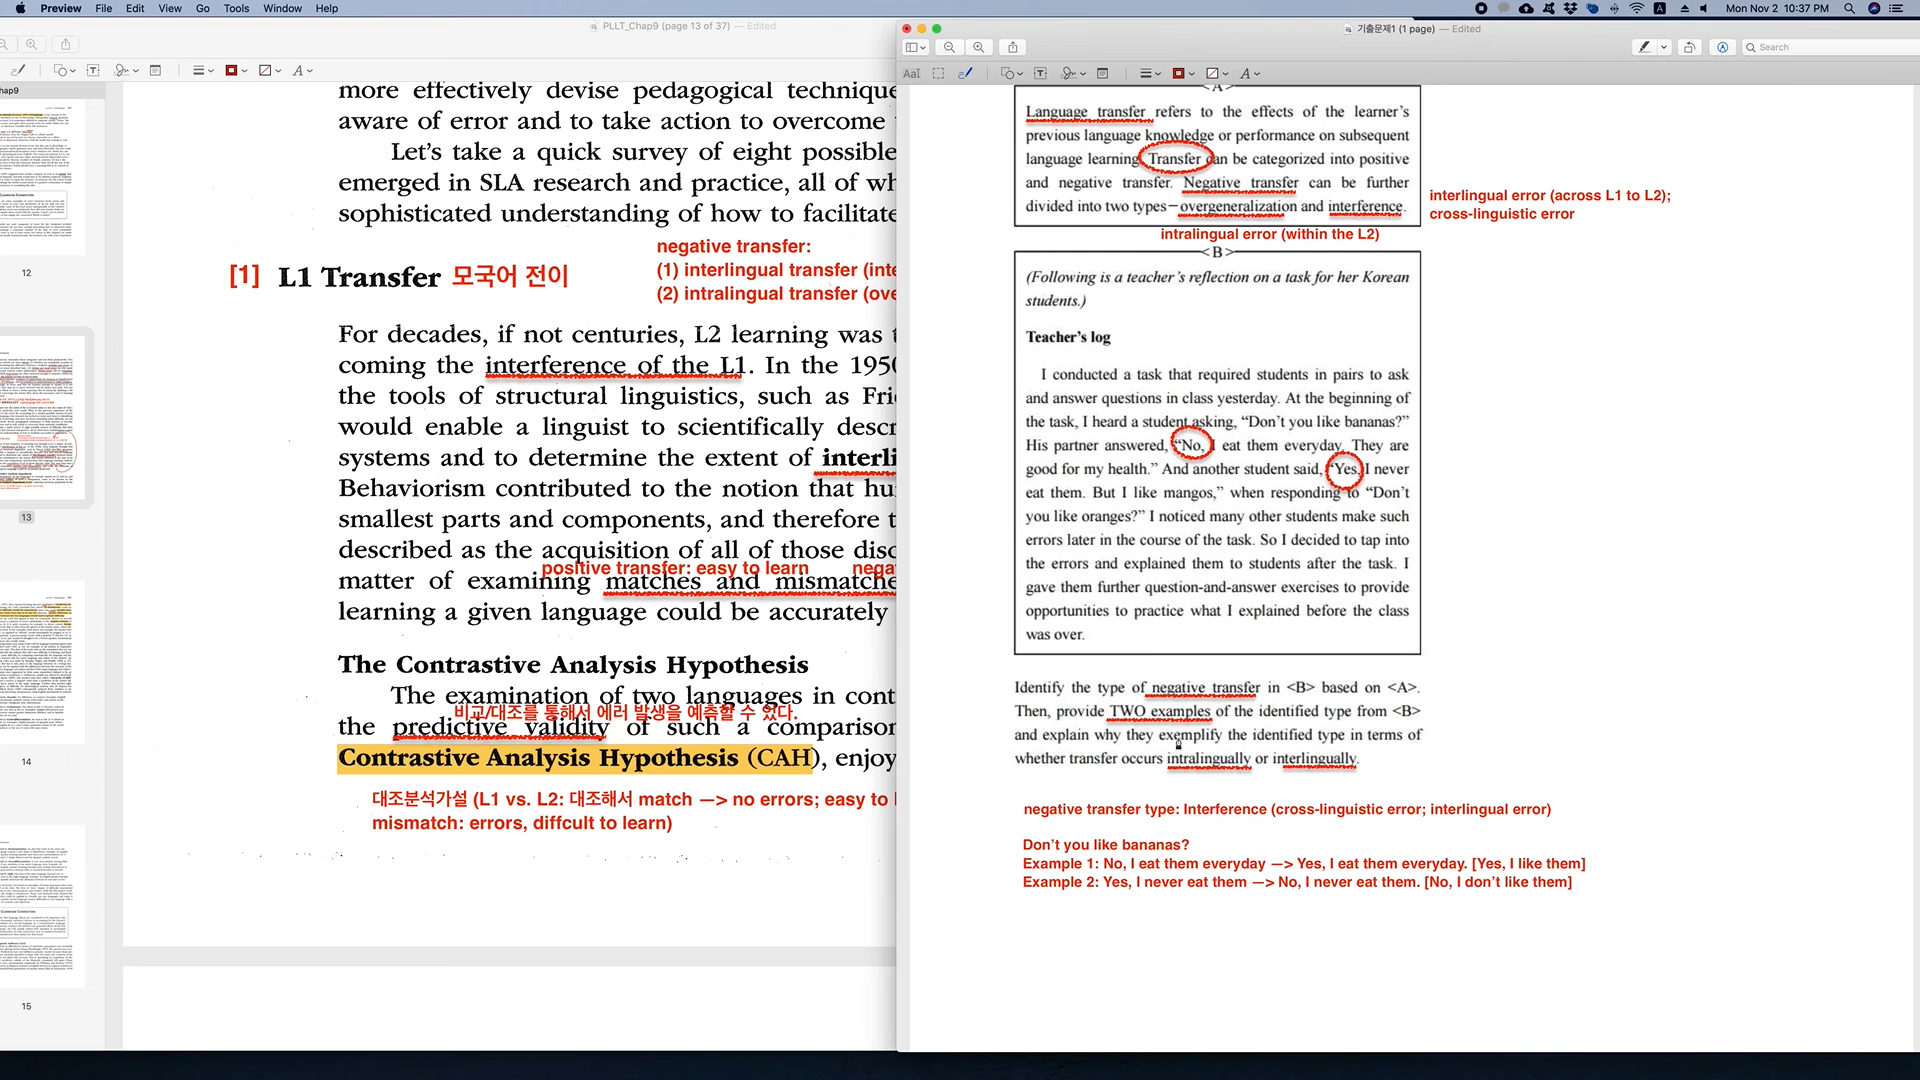 Preview File Edit View Go Tools Window Help
Mon Nov 2 10:37 PM
PLLT_Chap9 (page 13 of 37) — Edited
hap9
12
13
14
15
more effectively devise pedagogical technique
aware of error and to take action to overcome
Let's take a quick survey of eight possible
emerged in SLA research and practice, all of wh
sophisticated understanding of how to facilitate
negative transfer:
(1) interlingual transfer (inte
(2) intralingual transfer (ove
[1] L1 Transfer 모국어 전이
For decades, if not centuries, L2 learning was t
coming the interference of the L1. In the 1950
the tools of structural linguistics, such as Frie
would enable a linguist to scientifically descr
systems and to determine the extent of interli
Behaviorism contributed to the notion that hu
smallest parts and components, and therefore t
described as the acquisition of all of those disc
positive transfer: easy to learn nega
matter of examining matches and mismatche
learning a given language could be accurately
The Contrastive Analysis Hypothesis
The examination of two languages in cont
비교/대조를 통해서 에러 발생을 예측할 수 있다.
the predictive validity of such a comparison
Contrastive Analysis Hypothesis (CAH), enjoy
대조분석가설 (L1 vs. L2: 대조해서 match —> no errors; easy to l
mismatch: errors, diffcult to learn)
기출문제1 (1 page) — Edited
Search
<A>
Language transfer refers to the effects of the learner's
previous language knowledge or performance on subsequent
language learning. Transfer can be categorized into positive
and negative transfer. Negative transfer can be further
divided into two types—overgeneralization and interference.
interlingual error (across L1 to L2);
cross-linguistic error
intralingual error (within the L2)
<B>
(Following is a teacher's reflection on a task for her Korean
students.)
Teacher's log
I conducted a task that required students in pairs to ask
and answer questions in class yesterday. At the beginning of
the task, I heard a student asking, “Don't you like bananas?”
His partner answered, “No, I eat them everyday. They are
good for my health.” And another student said, “Yes, I never
eat them. But I like mangos,” when responding to “Don't
you like oranges?” I noticed many other students make such
errors later in the course of the task. So I decided to tap into
the errors and explained them to students after the task. I
gave them further question-and-answer exercises to provide
opportunities to practice what I explained before the class
was over.
Identify the type of negative transfer in <B> based on <A>.
Then, provide TWO examples of the identified type from <B>
and explain why they exemplify the identified type in terms of
whether transfer occurs intralingually or interlingually.
negative transfer type: Interference (cross-linguistic error; interlingual error)
Don't you like bananas?
Example 1: No, I eat them everyday —> Yes, I eat them everyday. [Yes, I like them]
Example 2: Yes, I never eat them —> No, I never eat them. [No, I don't like them]